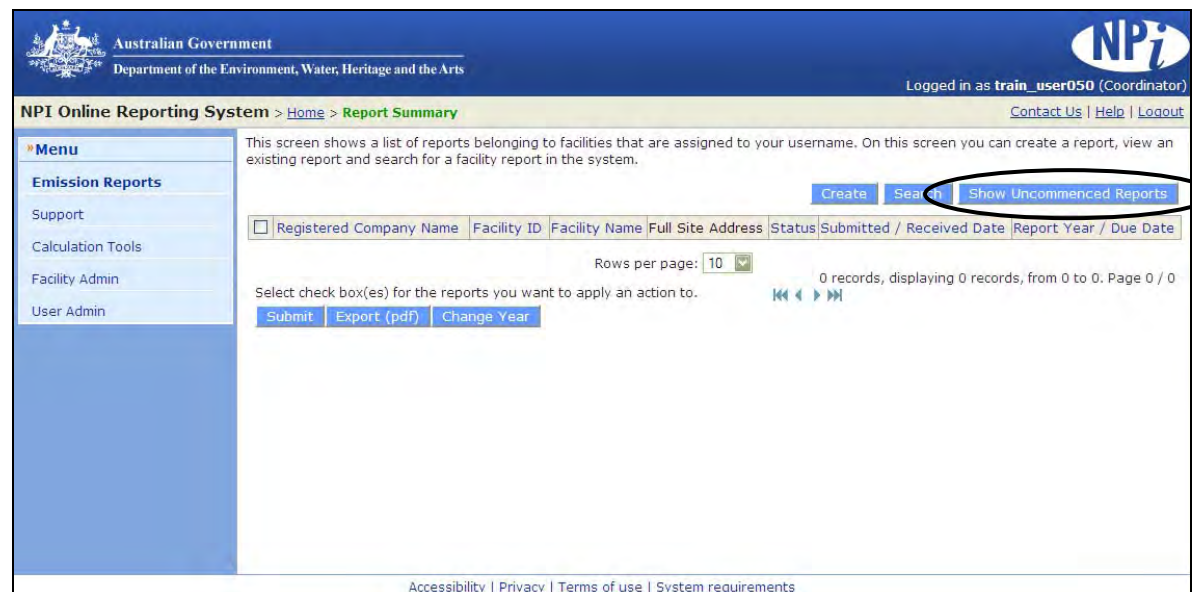 Australian Government
Department of the Environment, Water, Heritage and the Arts
NPi
Logged in as train_user050 (Coordinator)
NPI Online Reporting System > Home > Report Summary
Contact Us | Help | Logout
»Menu
Emission Reports
Support
Calculation Tools
Facility Admin
User Admin
This screen shows a list of reports belonging to facilities that are assigned to your username. On this screen you can create a report, view an
existing report and search for a facility report in the system.
Create Search Show Uncommenced Reports
Registered Company Name Facility ID Facility Name Full Site Address Status Submitted / Received Date Report Year / Due Date
Rows per page: 10
0 records, displaying 0 records, from 0 to 0. Page 0 / 0
Select check box(es) for the reports you want to apply an action to.
Submit Export (pdf) Change Year
Accessibility | Privacy | Terms of use | System requirements